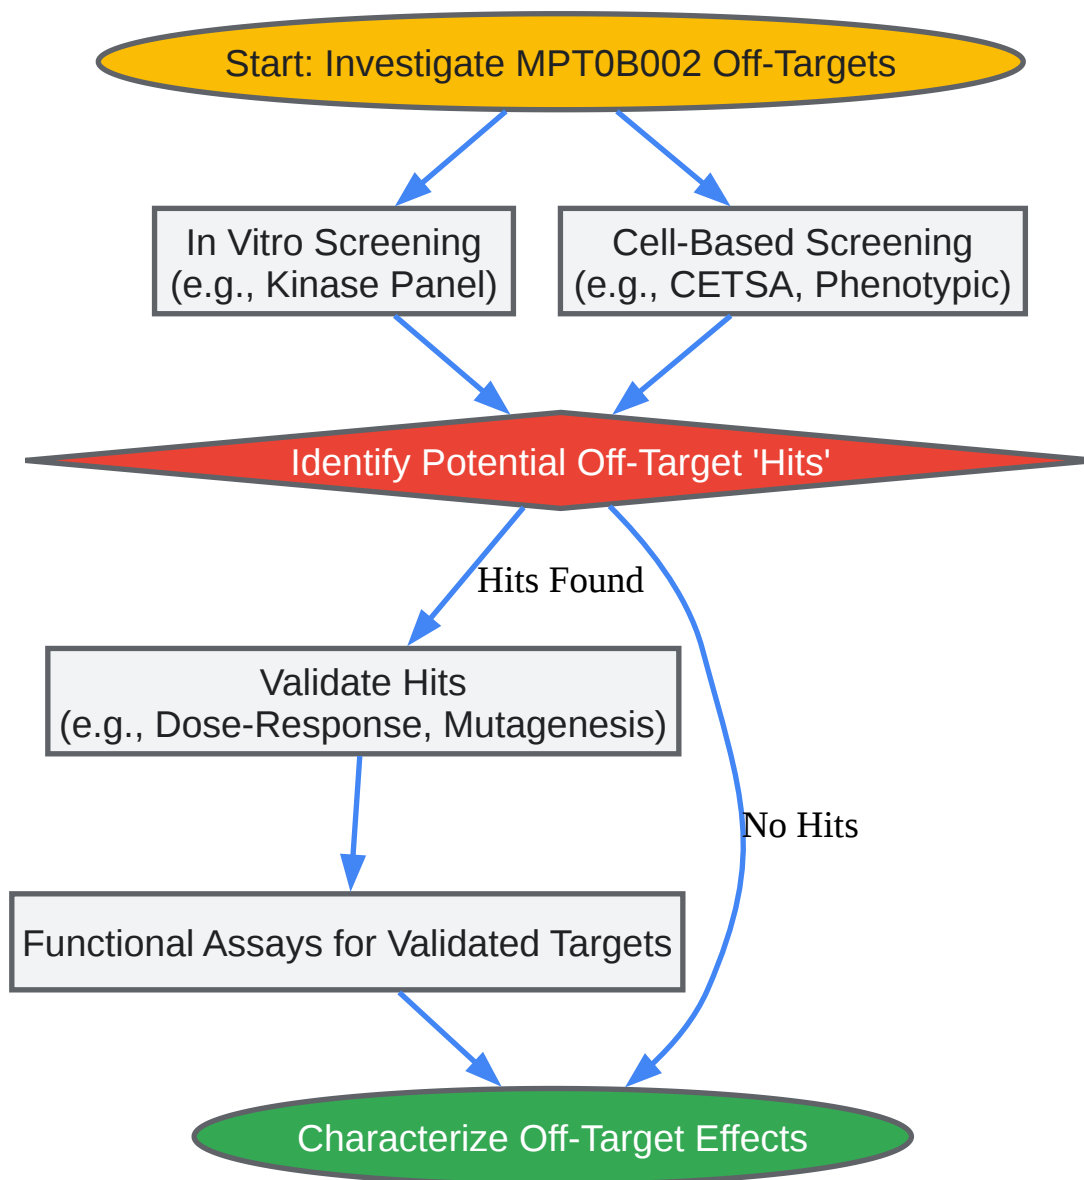 Start: Investigate MPT0B002 Off-Targets
In Vitro Screening
(e.g., Kinase Panel)
Cell-Based Screening
(e.g., CETSA, Phenotypic)
Identify Potential Off-Target 'Hits'
Hits Found
Validate Hits
(e.g., Dose-Response, Mutagenesis)
No Hits
Functional Assays for Validated Targets
Characterize Off-Target Effects